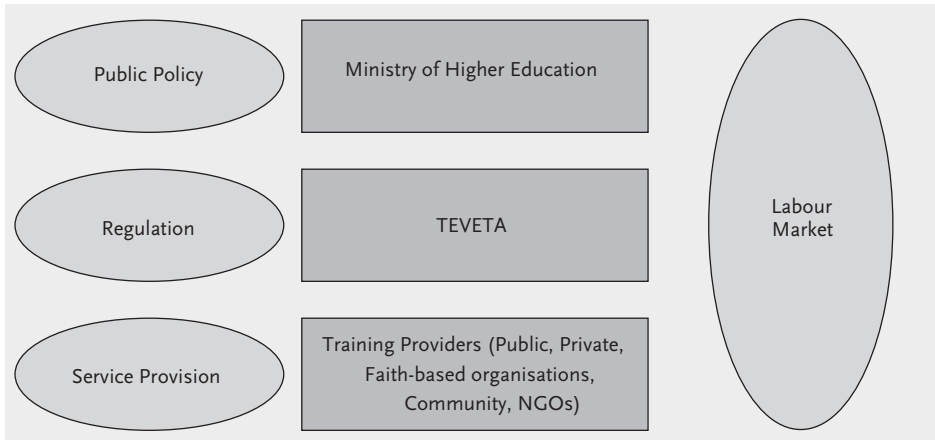 Public Policy
Ministry of Higher Education
Regulation
TEVETA
Service Provision
Training Providers (Public, Private,
Faith-based organisations,
Community, NGOs)
Labour
Market